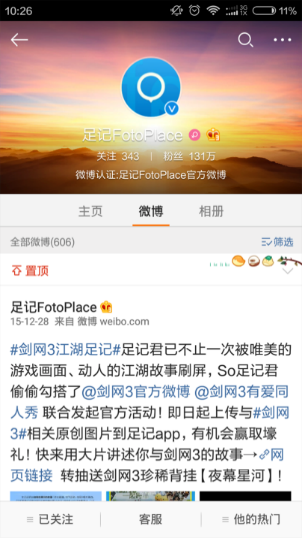 10:26
3G
1X
11%
足记FotoPlace
关注 343 | 粉丝 131万
微博认证:足记FotoPlace官方微博
主页 微博 相册
全部微博(606) 筛选
置顶
足记FotoPlace
15-12-28 来自 微博 weibo.com
#剑网3江湖足记#足记君已不止一次被唯美的
游戏画面、动人的江湖故事刷屏，So足记君
偷偷勾搭了@剑网3官方微博 @剑网3有爱同
人秀 联合发起官方活动！即日起上传与#剑网
3#相关原创图片到足记app，有机会赢取壕
礼！快来用大片讲述你与剑网3的故事→网
页链接 转抽送剑网3珍稀背挂【夜幕星河】！
已关注 客服 他的热门